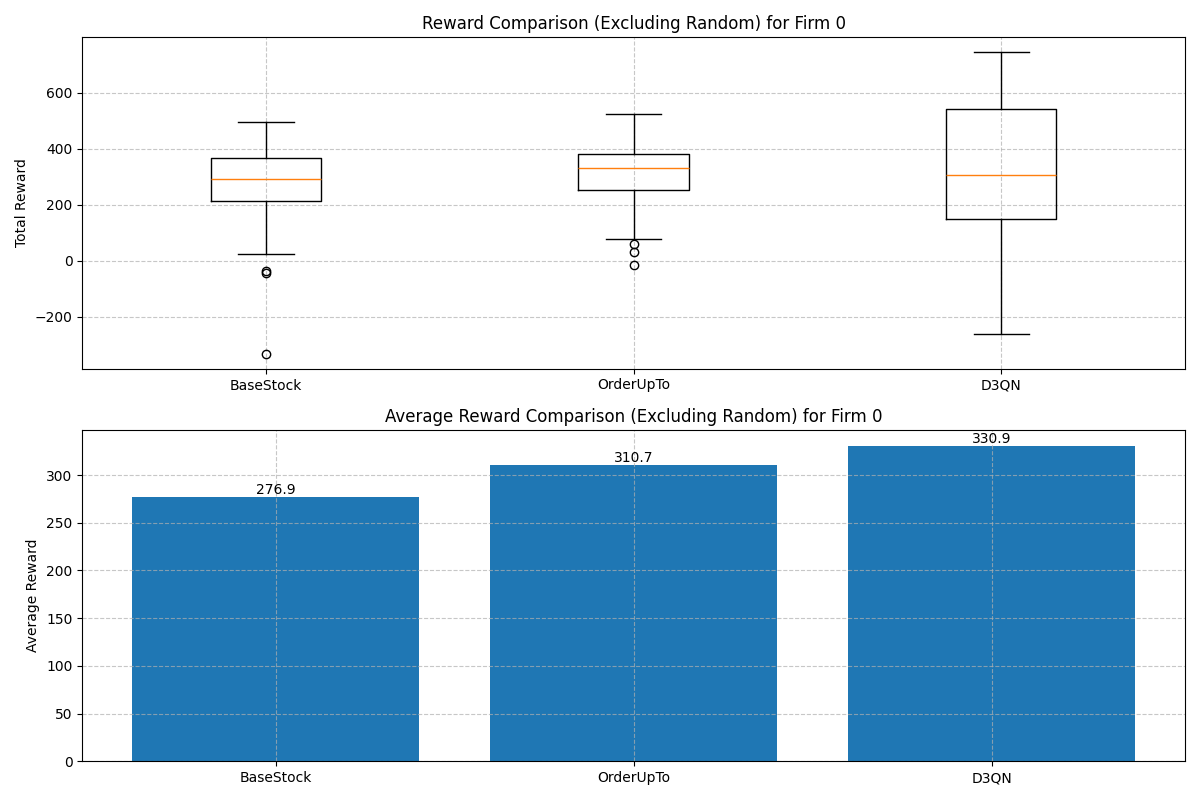 Reward Comparison (Excluding Random) for Firm 0
Total Reward
600
400
200
0
−200
BaseStock
OrderUpTo
D3QN
Average Reward Comparison (Excluding Random) for Firm 0
Average Reward
300
250
200
150
100
50
0
276.9
310.7
330.9
BaseStock
OrderUpTo
D3QN